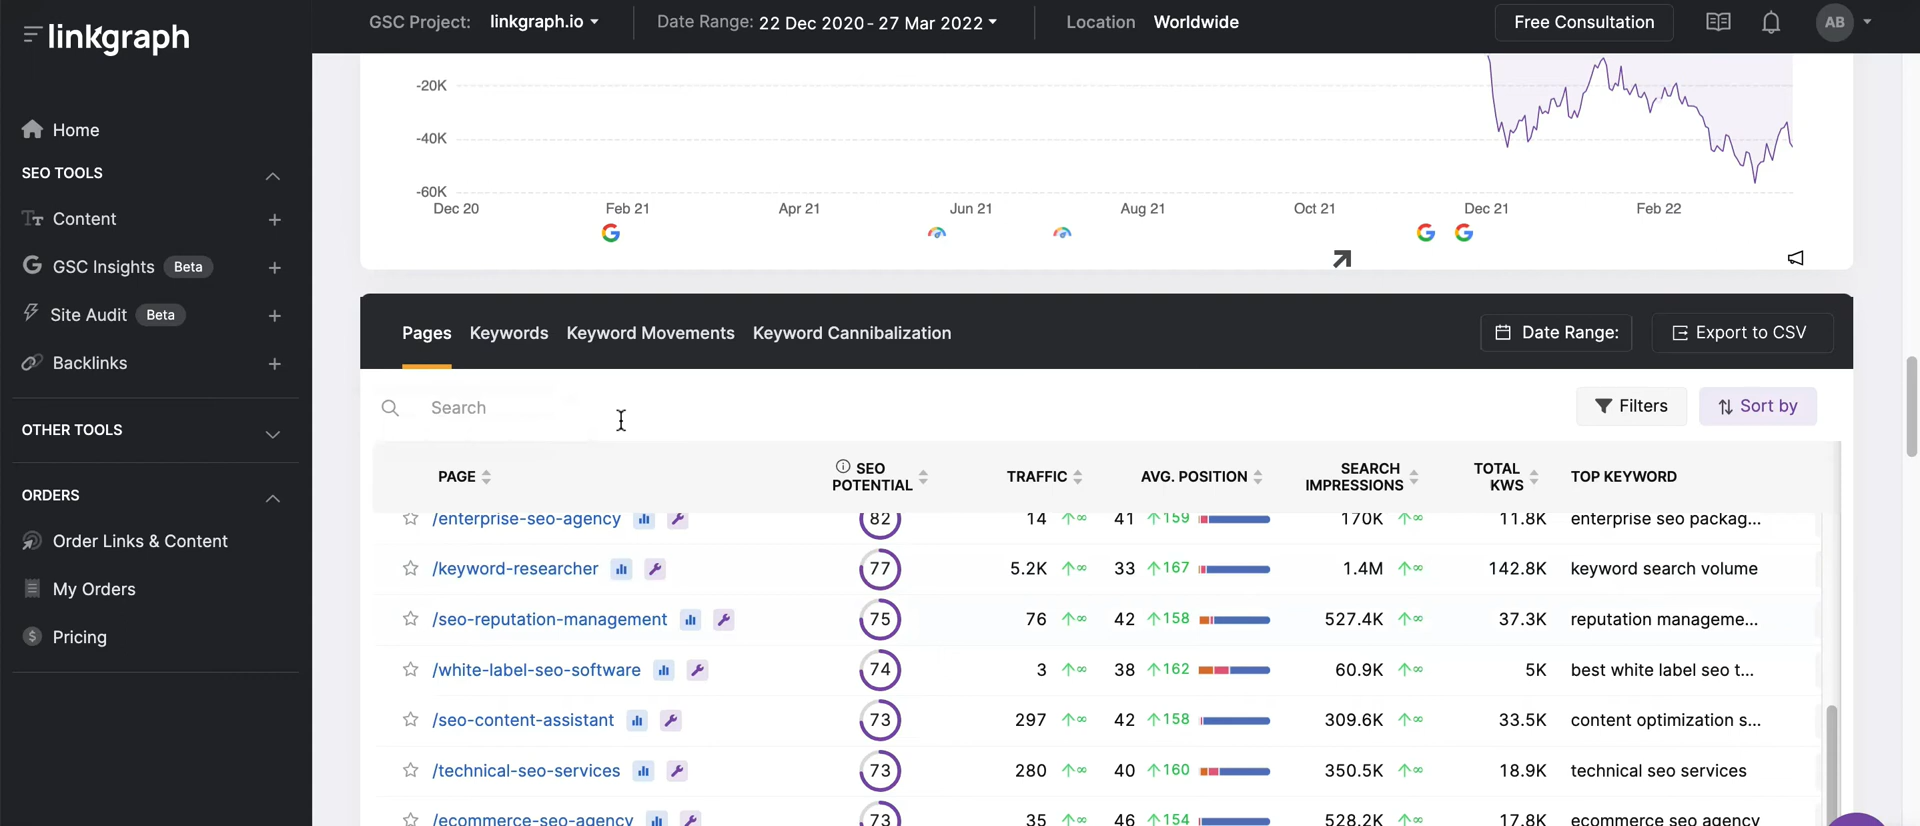 linkgraph
GSC Project: linkgraph.io
Date Range: 22 Dec 2020 - 27 Mar 2022
Location Worldwide
Free Consultation
AB
Home
SEO TOOLS
Content
GSC Insights Beta
Site Audit Beta
Backlinks
OTHER TOOLS
ORDERS
Order Links & Content
My Orders
$ Pricing
-20K
-40K
-60K
Dec 20 Feb 21 Apr 21 Jun 21 Aug 21 Oct 21 Dec 21 Feb 22
Pages Keywords Keyword Movements Keyword Cannibalization
Date Range: Export to CSV
Search
Filters Sort by
PAGE SEO POTENTIAL TRAFFIC AVG. POSITION SEARCH IMPRESSIONS TOTAL KWS TOP KEYWORD
/enterprise-seo-agency 82 14 ↑∞ 41 ↑159 170K ↑∞ 11.8K enterprise seo packag...
/keyword-researcher 77 5.2K ↑∞ 33 ↑167 1.4M ↑∞ 142.8K keyword search volume
/seo-reputation-management 75 76 ↑∞ 42 ↑158 527.4K ↑∞ 37.3K reputation manageme...
/white-label-seo-software 74 3 ↑∞ 38 ↑162 60.9K ↑∞ 5K best white label seo t...
/seo-content-assistant 73 297 ↑∞ 42 ↑158 309.6K ↑∞ 33.5K content optimization s...
/technical-seo-services 73 280 ↑∞ 40 ↑160 350.5K ↑∞ 18.9K technical seo services
/ecommerce-seo-agency 73 35 ↑∞ 46 ↑154 528.2K ↑∞ 17.8K ecommerce seo agency